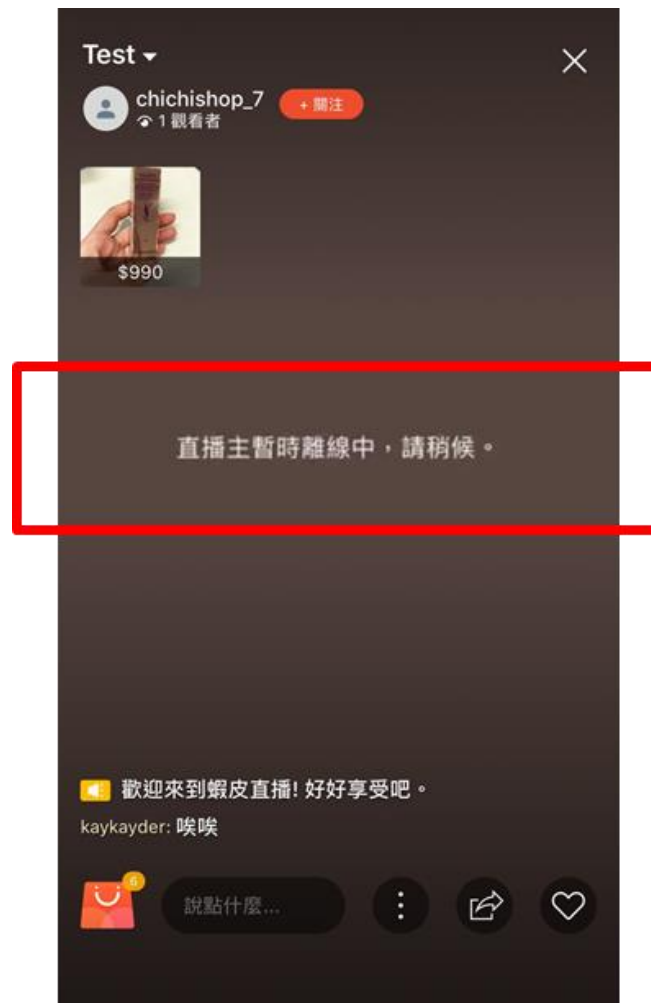 Test
chichishop_7
+ 關注
1 觀看者
$990
直播主暫時離線中，請稍候。
歡迎來到蝦皮直播! 好好享受吧。
kaykayder: 唉唉
6
說點什麼...